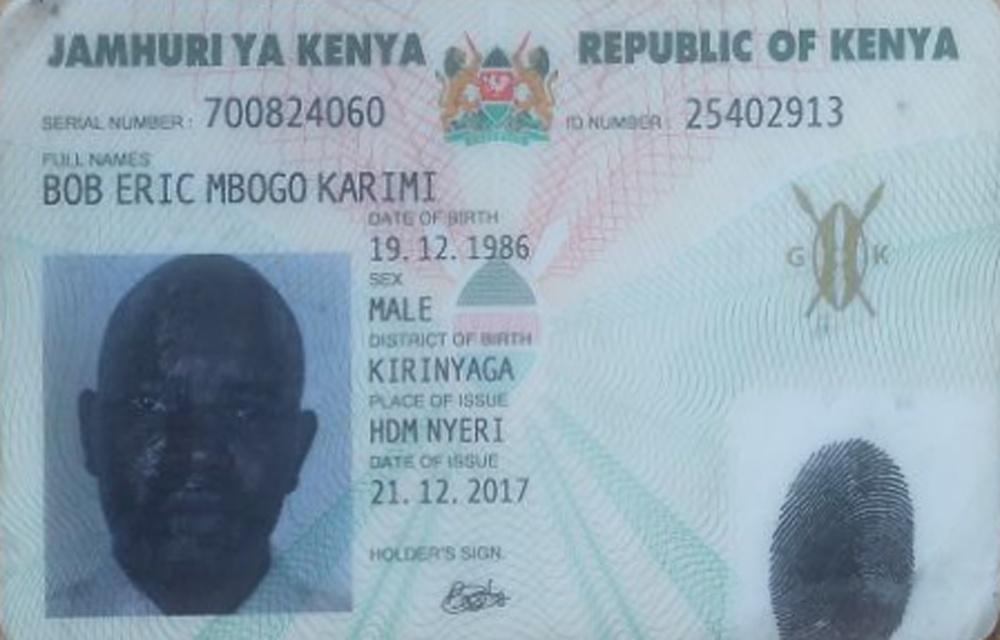 JAMHURI YA KENYA REPUBLIC OF KENYA
SERIAL NUMBER : 700824060 ID NUMBER : 25402913
FULL NAMES
BOB ERIC MBOGO KARIMI
DATE OF BIRTH
19. 12. 1986
SEX
MALE
DISTRICT OF BIRTH
KIRINYAGA
PLACE OF ISSUE
HDM NYERI
DATE OF ISSUE
21. 12. 2017
HOLDER'S SIGN.
G K